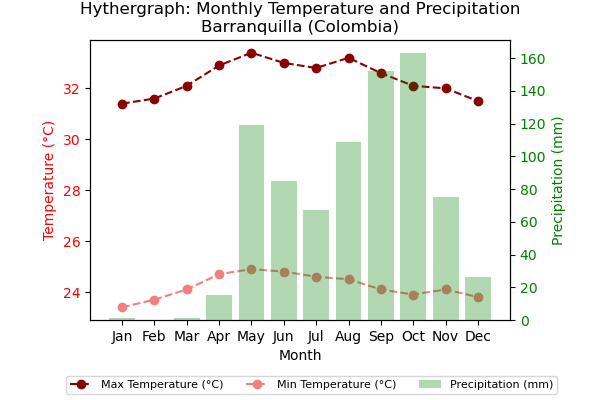 Hythergraph: Monthly Temperature and Precipitation
Barranquilla (Colombia)
Temperature (°C)
32
30
28
26
24
Precipitation (mm)
160
140
120
100
80
60
40
20
0
Jan Feb Mar Apr May Jun Jul Aug Sep Oct Nov Dec
Month
Max Temperature (°C) Min Temperature (°C) Precipitation (mm)